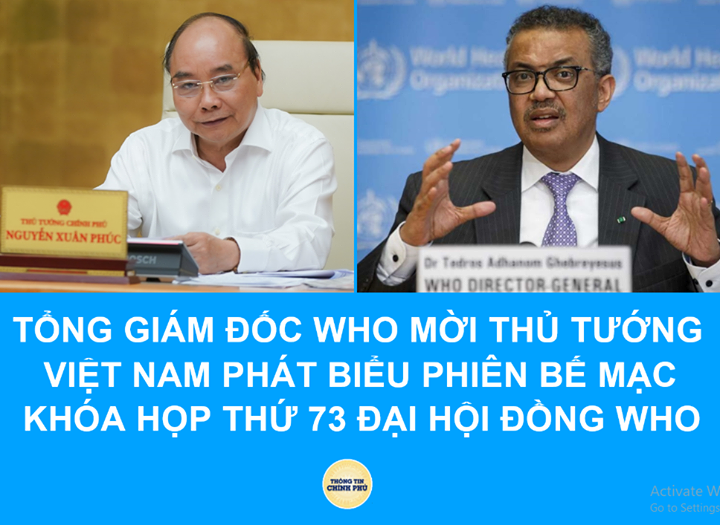 World Health
Organization
THỦ TƯỚNG CHÍNH PHỦ
NGUYỄN XUÂN PHÚC
BOSCH
Dr Tedros Adhanom Ghebreyesus
WHO DIRECTOR-GENERAL
TỔNG GIÁM ĐỐC WHO MỜI THỦ TƯỚNG
VIỆT NAM PHÁT BIỂU PHIÊN BẾ MẠC
KHÓA HỌP THỨ 73 ĐẠI HỘI ĐỒNG WHO
THÔNG TIN
CHÍNH PHỦ
Activate W
Go to Settings